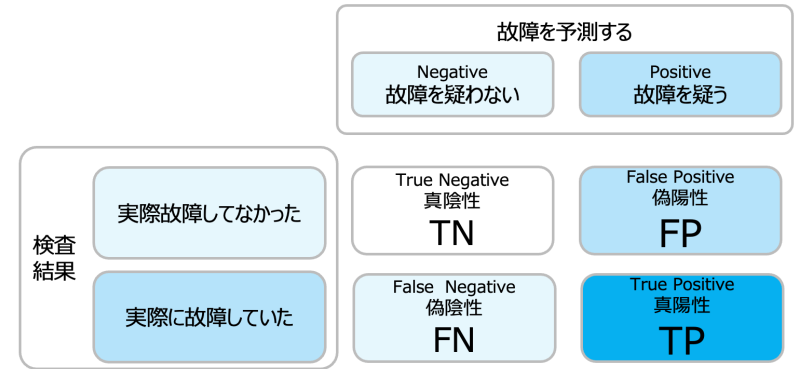 故障を予測する
Negative
故障を疑わない
Positive
故障を疑う
検査
結果
実際故障してなかった
True Negative
真陰性
TN
False Positive
偽陽性
FP
実際に故障していた
False Negative
偽陰性
FN
True Positive
真陽性
TP